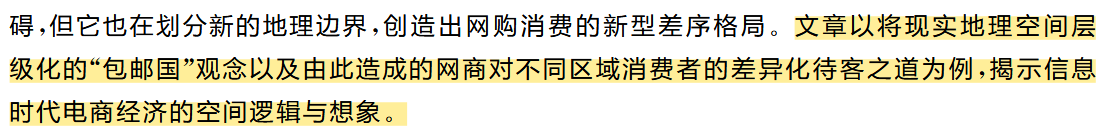 碍,但它也在划分新的地理边界,创造出网购消费的新型差序格局。文章以将现实地理空间层
级化的“包邮国”观念以及由此造成的网商对不同区域消费者的差异化待客之道为例,揭示信息
时代电商经济的空间逻辑与想象。